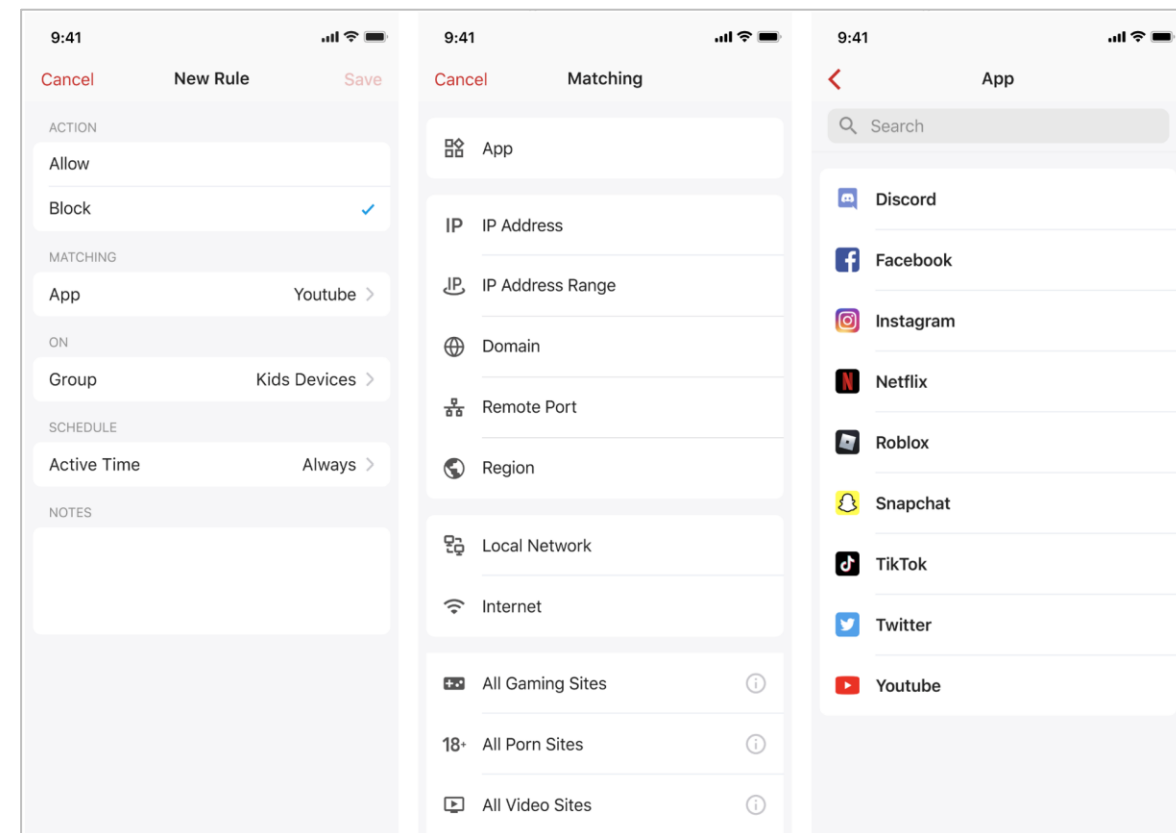 9:41
Cancel New Rule Save
ACTION
Allow
Block
MATCHING
App Youtube
ON
Group Kids Devices
SCHEDULE
Active Time Always
NOTES
9:41
Cancel Matching
App
IP IP Address
IP IP Address Range
Domain
Remote Port
Region
Local Network
Internet
All Gaming Sites
18+ All Porn Sites
All Video Sites
9:41
App
Search
Discord
Facebook
Instagram
Netflix
Roblox
Snapchat
TikTok
Twitter
Youtube